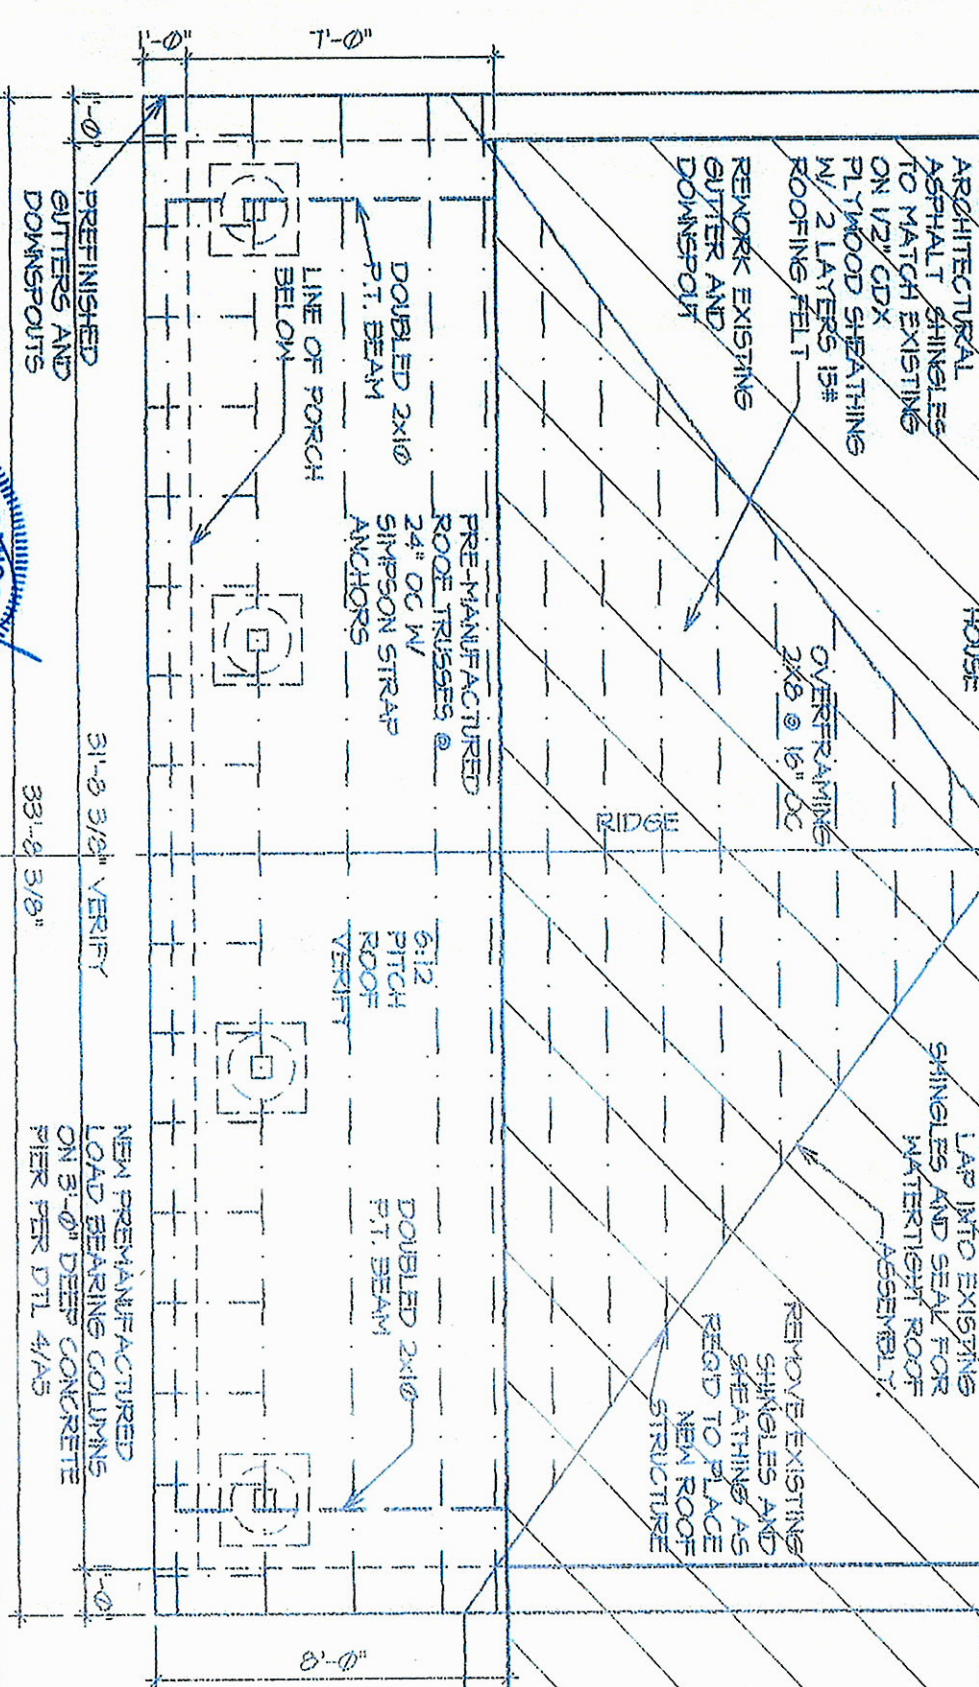 ARCHITECTURAL
ASPHALT SHINGLES
TO MATCH EXISTING
ON 1/2" CDX
PLYWOOD SHEATHING
W/ 2 LAYERS 15#
ROOFING FELT
REWORK EXISTING
GUTTER AND
DOWNSPOUT
HOUSE
OVERFRAMING
2X8 @ 16" OC
RIDGE
LAP INTO EXISTING
SHINGLES AND SEAL FOR
WATERTIGHT ROOF
ASSEMBLY.
REMOVE EXISTING
SHINGLES AND
SHEATHING AS
REQD TO PLACE
NEW ROOF
STRUCTURE
1'-0"
7'-0"
DOUBLED 2x10
P.T. BEAM
LINE OF PORCH
BELOW
PRE-MANUFACTURED
ROOF TRUSSES @
24" OC W/
SIMPSON STRAP
ANCHORS
6:12
PITCH
ROOF
VERIFY
DOUBLED 2x10
P.T. BEAM
8'-0"
1'-0"
PREFINISHED
GUTTERS AND
DOWNSPOUTS
31'-8 3/8" VERIFY
33'-8 3/8"
NEW PREMANUFACTURED
LOAD BEARING COLUMNS
ON 3'-0" DEEP CONCRETE
PIER PER DTL 4/A5
1'-0"